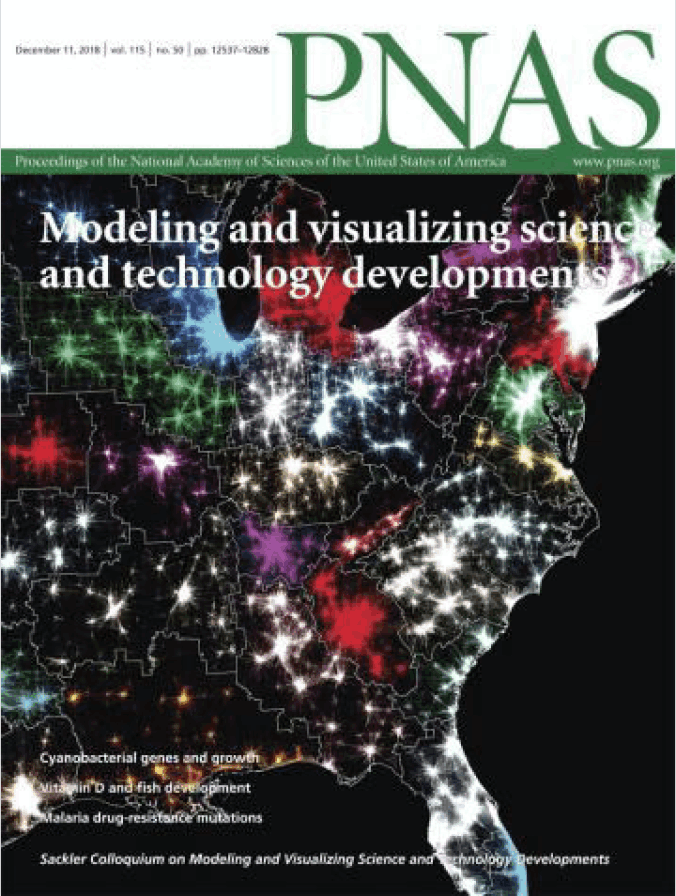 December 11, 2018 | vol. 115 | no. 50 | pp. 12537–12828
PNAS
Proceedings of the National Academy of Sciences of the United States of America www.pnas.org
Modeling and visualizing science
and technology developments
Cyanobacterial genes and growth
Vitamin D and fish development
Malaria drug-resistance mutations
Sackler Colloquium on Modeling and Visualizing Science and Technology Developments